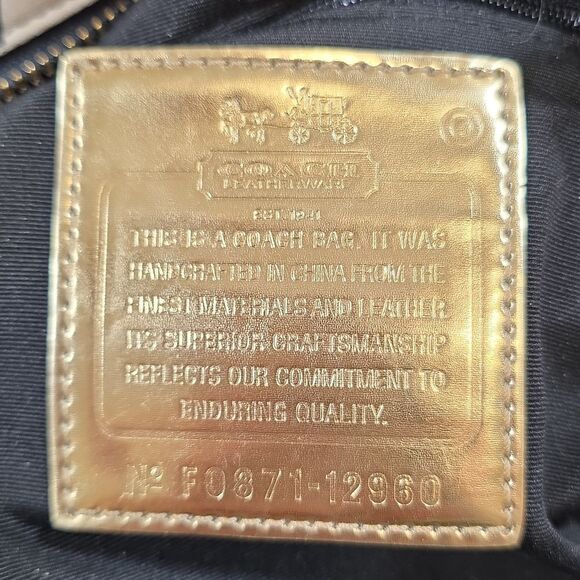 ®
COACH
LEATHERWARE
EST. 1941
THIS IS A COACH BAG. IT WAS
HANDCRAFTED IN CHINA FROM THE
FINEST MATERIALS AND LEATHER.
ITS SUPERIOR CRAFTSMANSHIP
REFLECTS OUR COMMITMENT TO
ENDURING QUALITY.
Nº F0871-12960